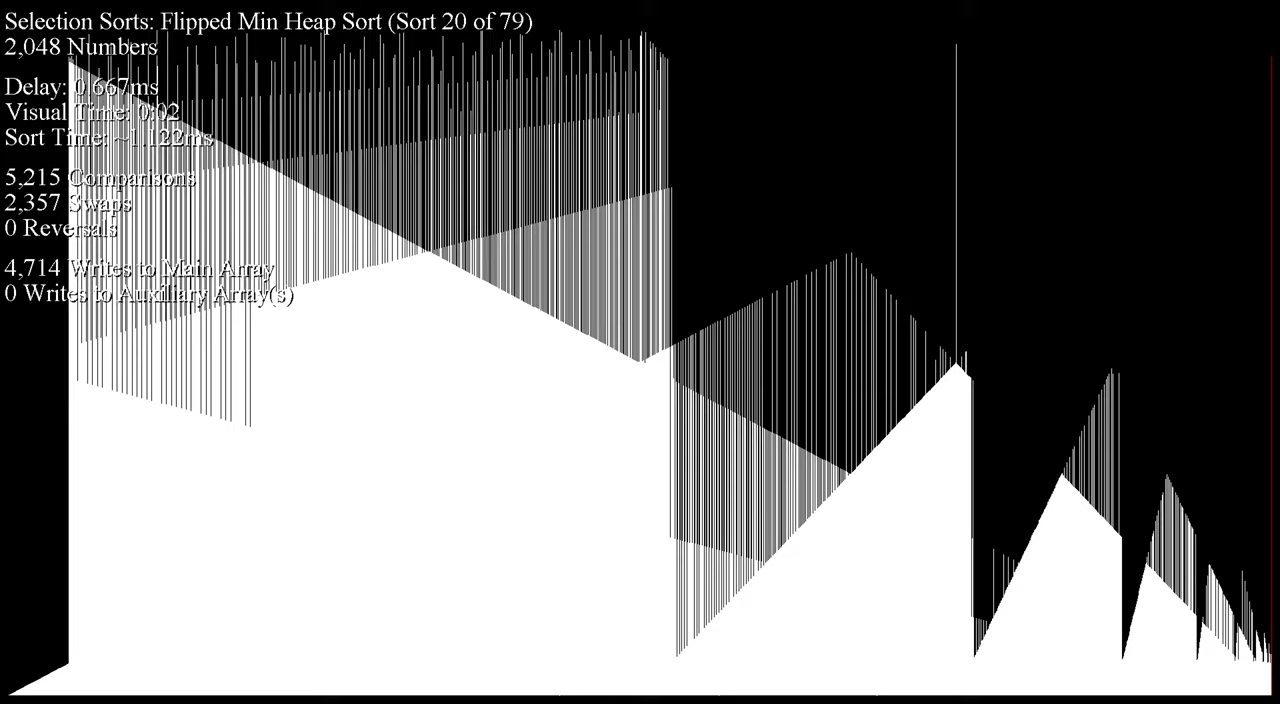 Selection Sorts: Flipped Min Heap Sort (Sort 20 of 79)
2,048 Numbers
Delay: 0.667ms
Visual Time: 0:02
Sort Time: ~1.122ms
5,215 Comparisons
2,357 Swaps
0 Reversals
4,714 Writes to Main Array
0 Writes to Auxiliary Array(s)